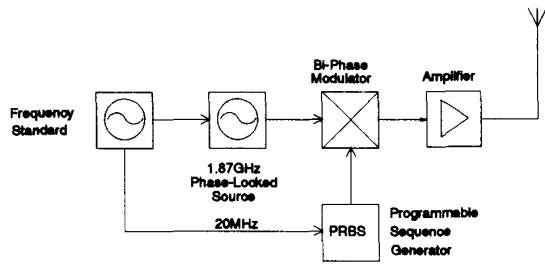 Bi-Phase
Modulator
Amplifier
Frequency
Standard
1.87GHz
Phase-Locked
Source
20MHz
PRBS
Programmable
Sequence
Generator